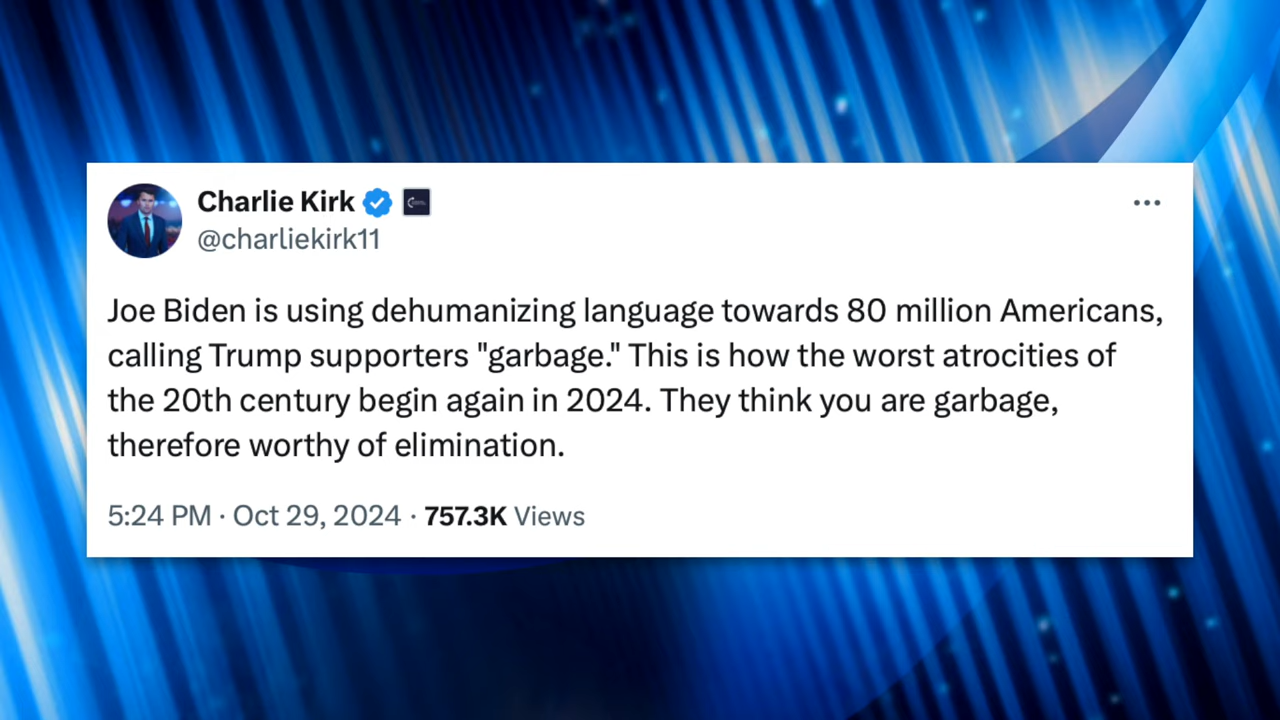 Charlie Kirk
@charliekirk11
Joe Biden is using dehumanizing language towards 80 million Americans,
calling Trump supporters "garbage." This is how the worst atrocities of
the 20th century begin again in 2024. They think you are garbage,
therefore worthy of elimination.
5:24 PM · Oct 29, 2024 · 757.3K Views